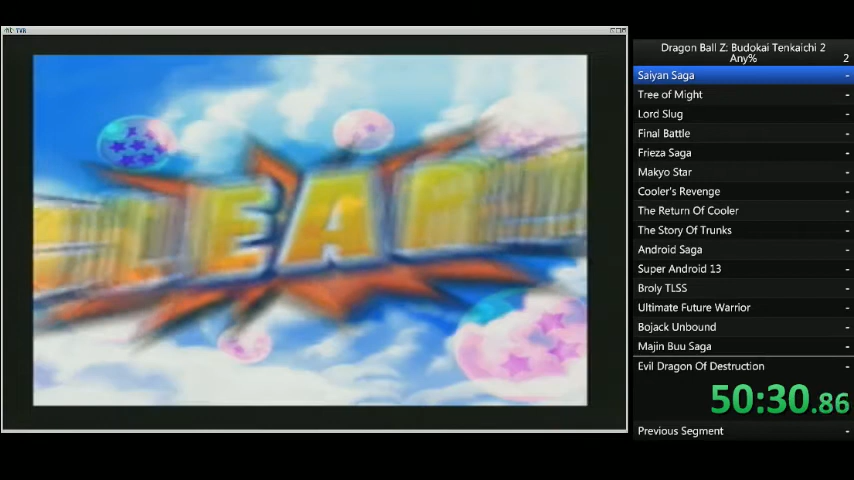 TVR
Dragon Ball Z: Budokai Tenkaichi 2
Any% 2
Saiyan Saga -
Tree of Might -
Lord Slug -
Final Battle -
Frieza Saga -
Makyo Star -
Cooler's Revenge -
The Return Of Cooler -
The Story Of Trunks -
Android Saga -
Super Android 13 -
Broly TLSS -
Ultimate Future Warrior -
Bojack Unbound -
Majin Buu Saga -
Evil Dragon Of Destruction -
50:30.86
Previous Segment -